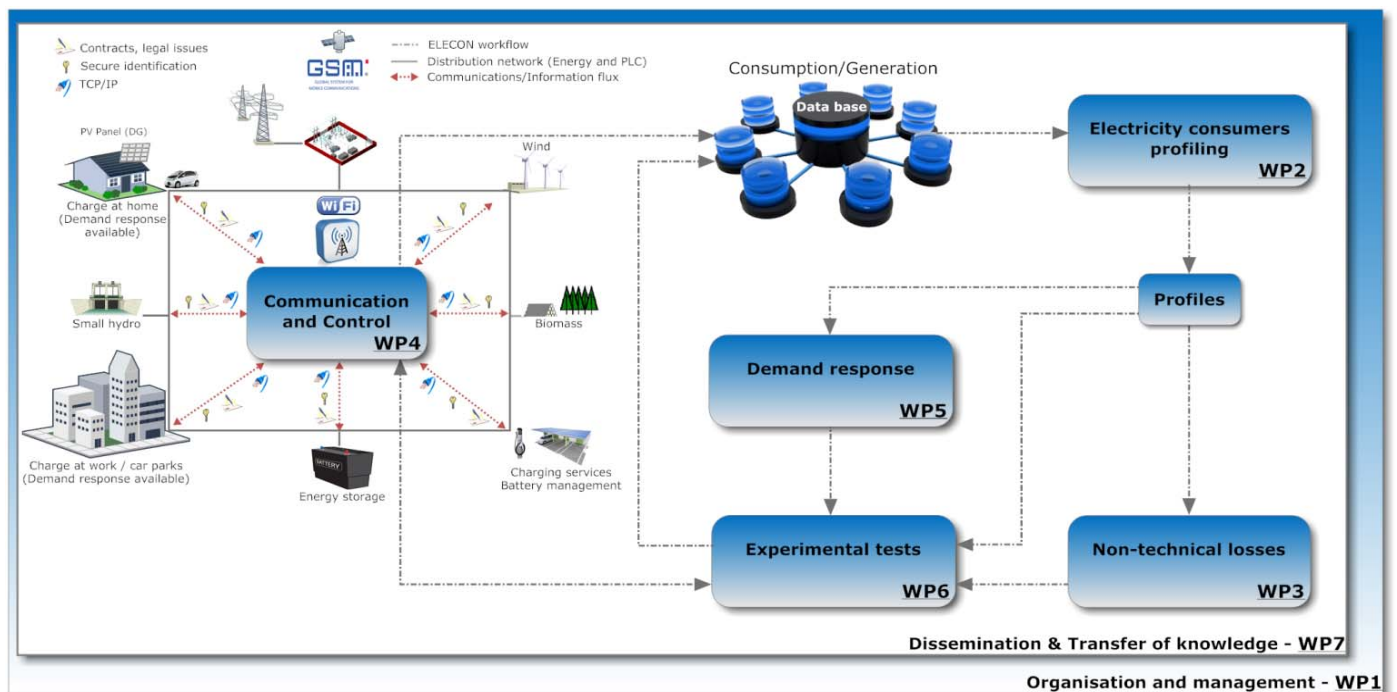 Contracts, legal issues
Secure identification
TCP/IP
GSM
GLOBAL SYSTEM FOR
MOBILE COMMUNICATIONS
ELECON workflow
Distribution network (Energy and PLC)
Communications/Information flux
Consumption/Generation
Data base
Electricity consumers
profiling
WP2
PV Panel (DG)
Wind
Charge at home
(Demand response
available)
Wi Fi
Communication
and Control
WP4
Small hydro
Biomass
Profiles
Demand response
WP5
Charge at work / car parks
(Demand response available)
BATTERY
Energy storage
Charging services
Battery management
Experimental tests
WP6
Non-technical losses
WP3
Dissemination & Transfer of knowledge - WP7
Organisation and management - WP1